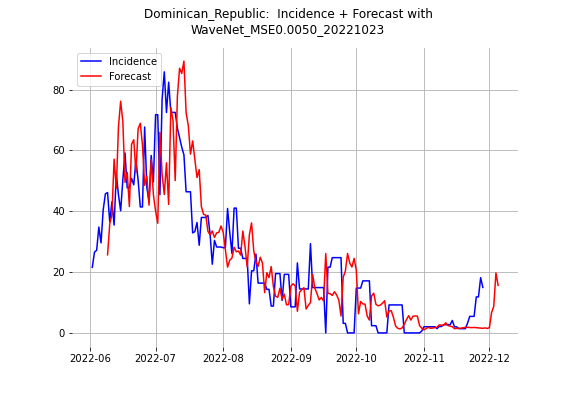 Dominican_Republic:  Incidence + Forecast with
WaveNet_MSE0.0050_20221023
Incidence
Forecast
80
60
40
20
0
2022-06 2022-07 2022-08 2022-09 2022-10 2022-11 2022-12